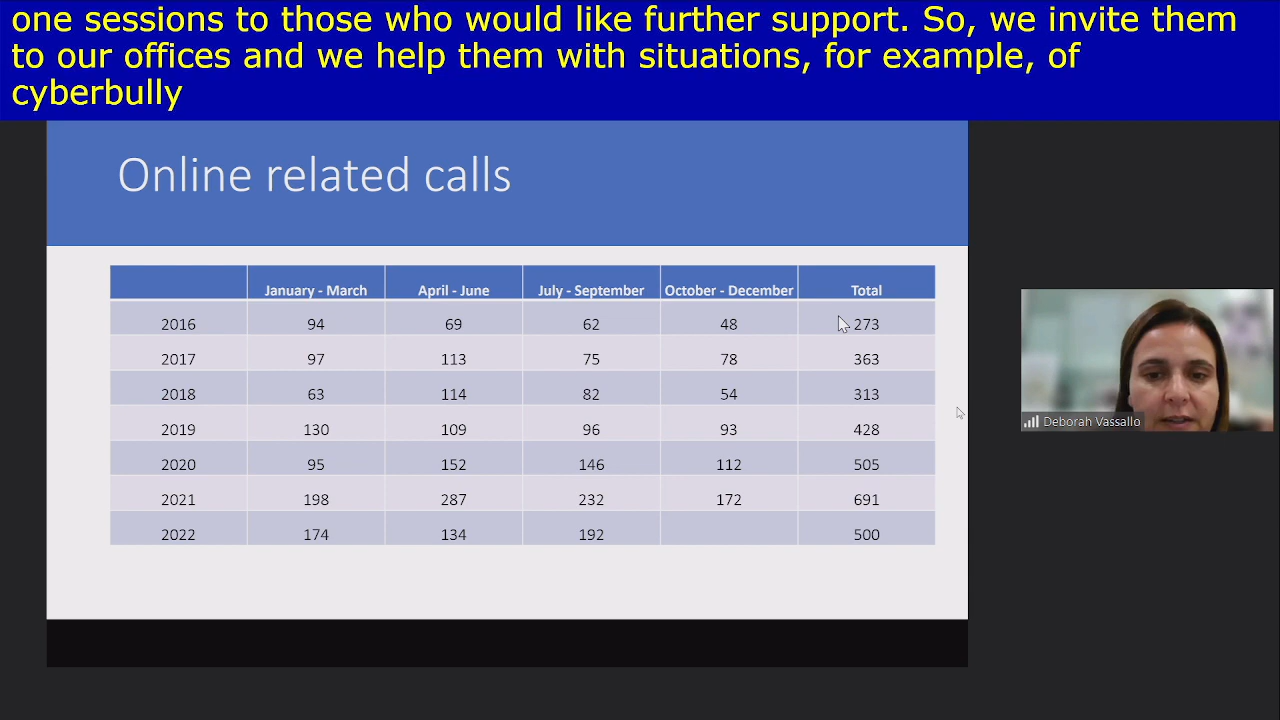 one sessions to those who would like further support. So, we invite them
to our offices and we help them with situations, for example, of
cyberbully
Online related calls
January - March April - June July - September October - December Total
2016 94 69 62 48 273
2017 97 113 75 78 363
2018 63 114 82 54 313
2019 130 109 96 93 428
2020 95 152 146 112 505
2021 198 287 232 172 691
2022 174 134 192 500
Deborah Vassallo